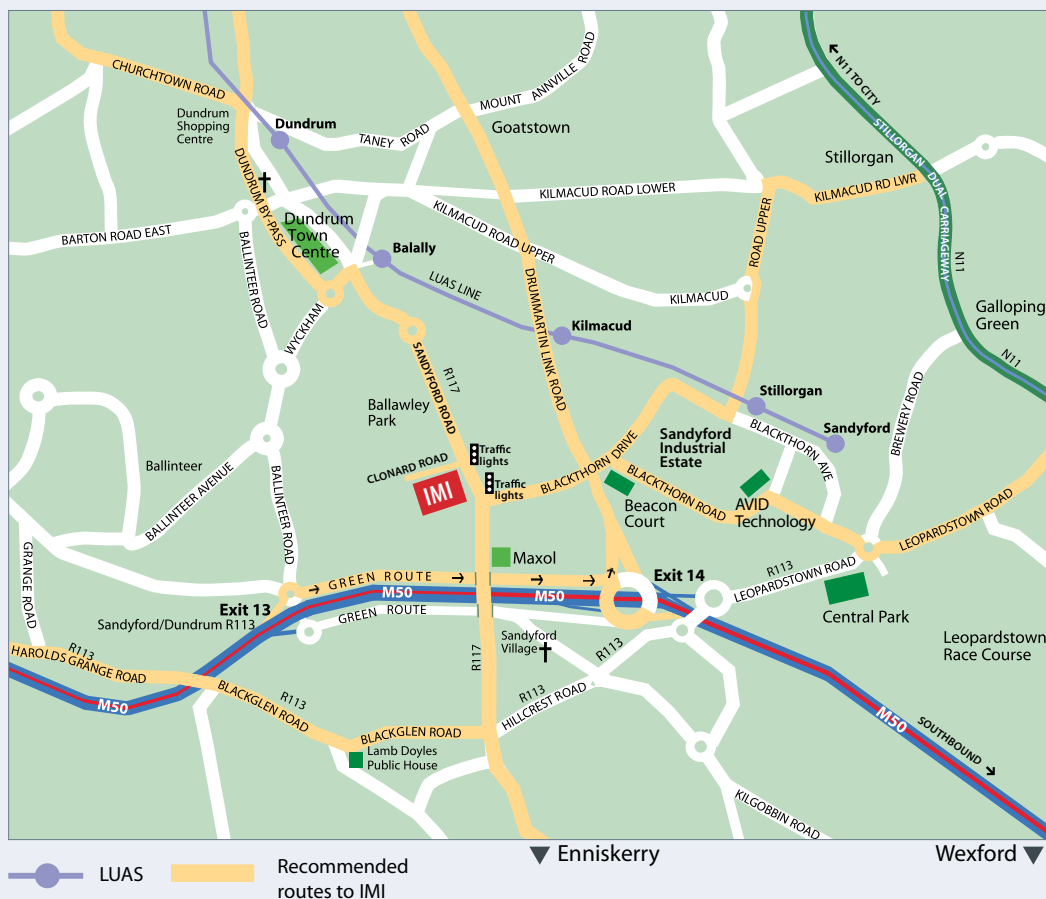 CHURCHTOWN ROAD
Dundrum
Shopping
Centre
Dundrum
TANEY ROAD
MOUNT ANNVILLE ROAD
Goatstown
N11 TO CITY
STILLORGAN DUAL CARRIAGEWAY
Stillorgan
KILMACUD RD LWR
KILMACUD ROAD LOWER
DUNDRUM BY-PASS
Dundrum
Town
Centre
BARTON ROAD EAST
BALLINTEER ROAD
KILMACUD ROAD UPPER
ROAD UPPER
KILMACUD
Balally
LUAS LINE
N11
Galloping
Green
N11
WYCKHAM
DRUMMARTIN LINK ROAD
Kilmacud
SANDYFORD ROAD
R117
Ballawley
Park
Stillorgan
BREWERY ROAD
Sandyford
BLACKTHORN AVE
Sandyford
Industrial
Estate
CLONARD ROAD
Traffic
lights
Traffic
lights
IMI
BLACKTHORN DRIVE
BLACKTHORN ROAD
Beacon
Court
AVID
Technology
LEOPARDSTOWN ROAD
Ballinteer
BALLINTEER AVENUE
BALLINTEER ROAD
GRANGE ROAD
Maxol
GREEN ROUTE
Exit 14
R113
LEOPARDSTOWN ROAD
Central Park
M50
M50
Exit 13
Sandyford/Dundrum R113
GREEN ROUTE
Sandyford
Village
R113
R117
Leopardstown
Race Course
R113
HAROLDS GRANGE ROAD
R113
BLACKGLEN ROAD
M50
R113
HILLCREST ROAD
BLACKGLEN ROAD
Lamb Doyles
Public House
M50
SOUTHBOUND
KILGOBBIN ROAD
Enniskerry
Wexford
LUAS
Recommended
routes to IMI